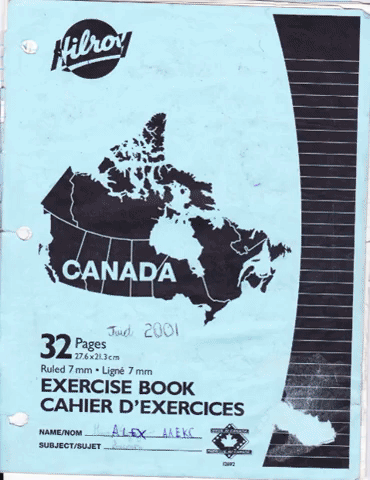 Hilroy
CANADA
2001
32 Pages
27.6 x 21.3 cm
Ruled 7 mm • Ligné 7 mm
EXERCISE BOOK
CAHIER D'EXERCICES
NAME/NOM ALEX
SUBJECT/SUJET